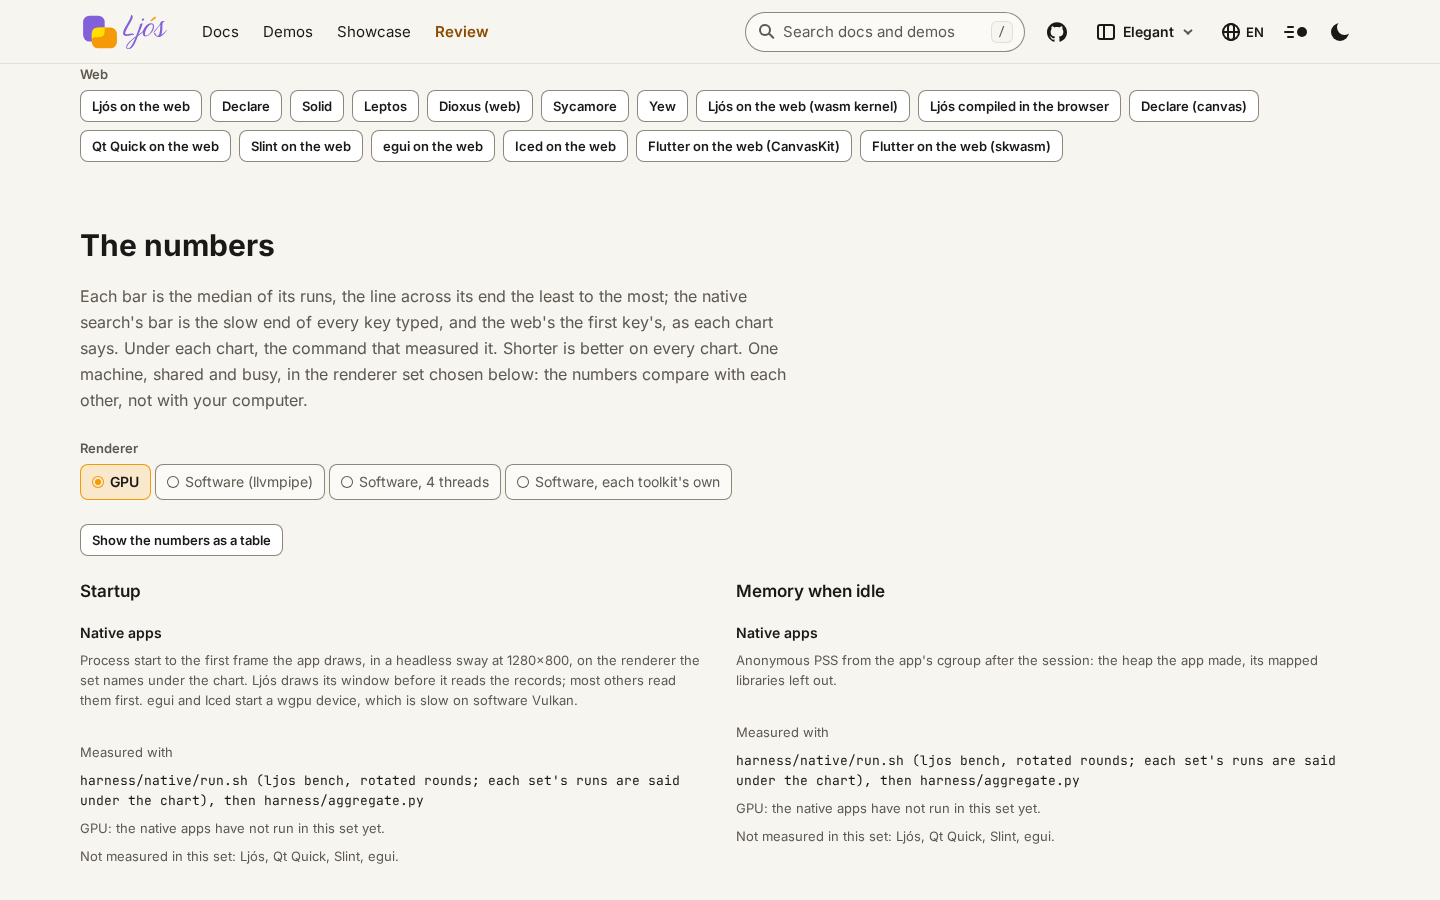 Ljós
Docs
Demos
Showcase
Review
Search docs and demos
/
Elegant
EN
Web
Ljós on the web
Declare
Solid
Leptos
Dioxus (web)
Sycamore
Yew
Ljós on the web (wasm kernel)
Ljós compiled in the browser
Declare (canvas)
Qt Quick on the web
Slint on the web
egui on the web
Iced on the web
Flutter on the web (CanvasKit)
Flutter on the web (skwasm)
The numbers
Each bar is the median of its runs, the line across its end the least to the most; the native
search's bar is the slow end of every key typed, and the web's the first key's, as each chart
says. Under each chart, the command that measured it. Shorter is better on every chart. One
machine, shared and busy, in the renderer set chosen below: the numbers compare with each
other, not with your computer.
Renderer
GPU
Software (llvmpipe)
Software, 4 threads
Software, each toolkit's own
Show the numbers as a table
Startup
Native apps
Process start to the first frame the app draws, in a headless sway at 1280×800, on the renderer the
set names under the chart. Ljós draws its window before it reads the records; most others read
them first. egui and Iced start a wgpu device, which is slow on software Vulkan.
Measured with
harness/native/run.sh (ljos bench, rotated rounds; each set's runs are said
under the chart), then harness/aggregate.py
GPU: the native apps have not run in this set yet.
Not measured in this set: Ljós, Qt Quick, Slint, egui.
Memory when idle
Native apps
Anonymous PSS from the app's cgroup after the session: the heap the app made, its mapped
libraries left out.
Measured with
harness/native/run.sh (ljos bench, rotated rounds; each set's runs are said
under the chart), then harness/aggregate.py
GPU: the native apps have not run in this set yet.
Not measured in this set: Ljós, Qt Quick, Slint, egui.